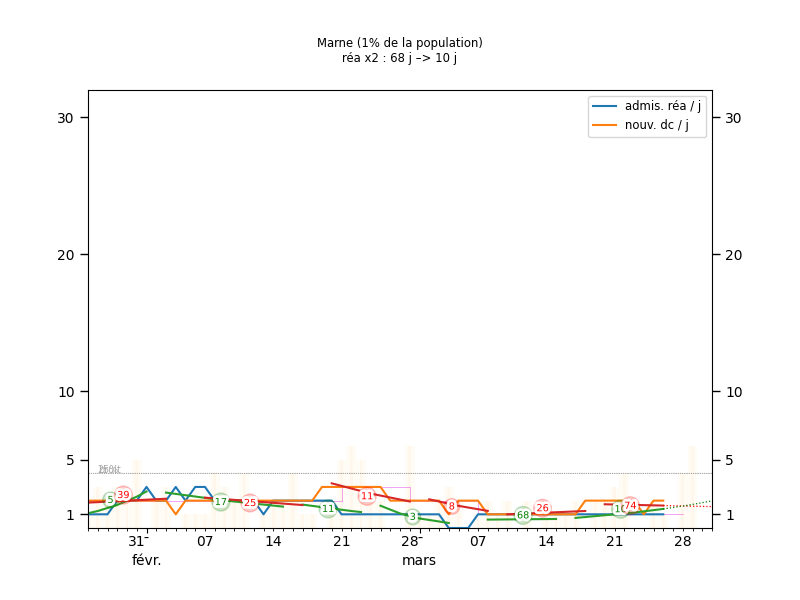 Marne (1% de la population)
réa x2 : 68 j –> 10 j
admis. réa / j
nouv. dc / j
30 30
20 20
10 10
5 5
1 1
5 39 17 25 11 11 3 8 68 26 10 74
31 07 14 21 28 07 14 21 28
févr. mars